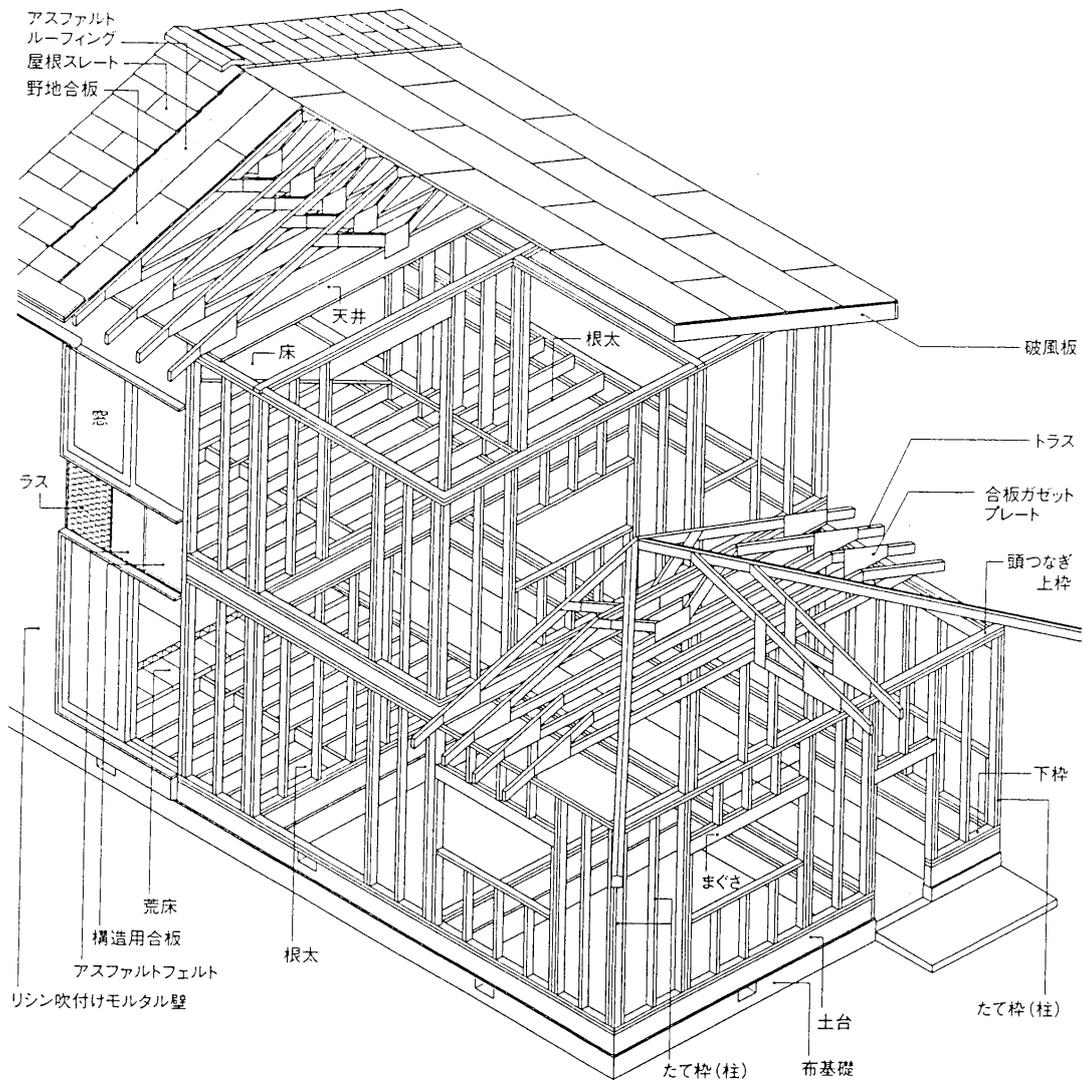 アスファルト
ルーフィング
屋根スレート
野地合板
天井
床
根太
破風板
窓
トラス
ラス
合板ガゼット
プレート
頭つなぎ
上枠
下枠
まぐさ
荒床
構造用合板
根太
アスファルトフェルト
リシン吹付けモルタル壁
たて枠(柱)
土台
たて枠(柱)
布基礎